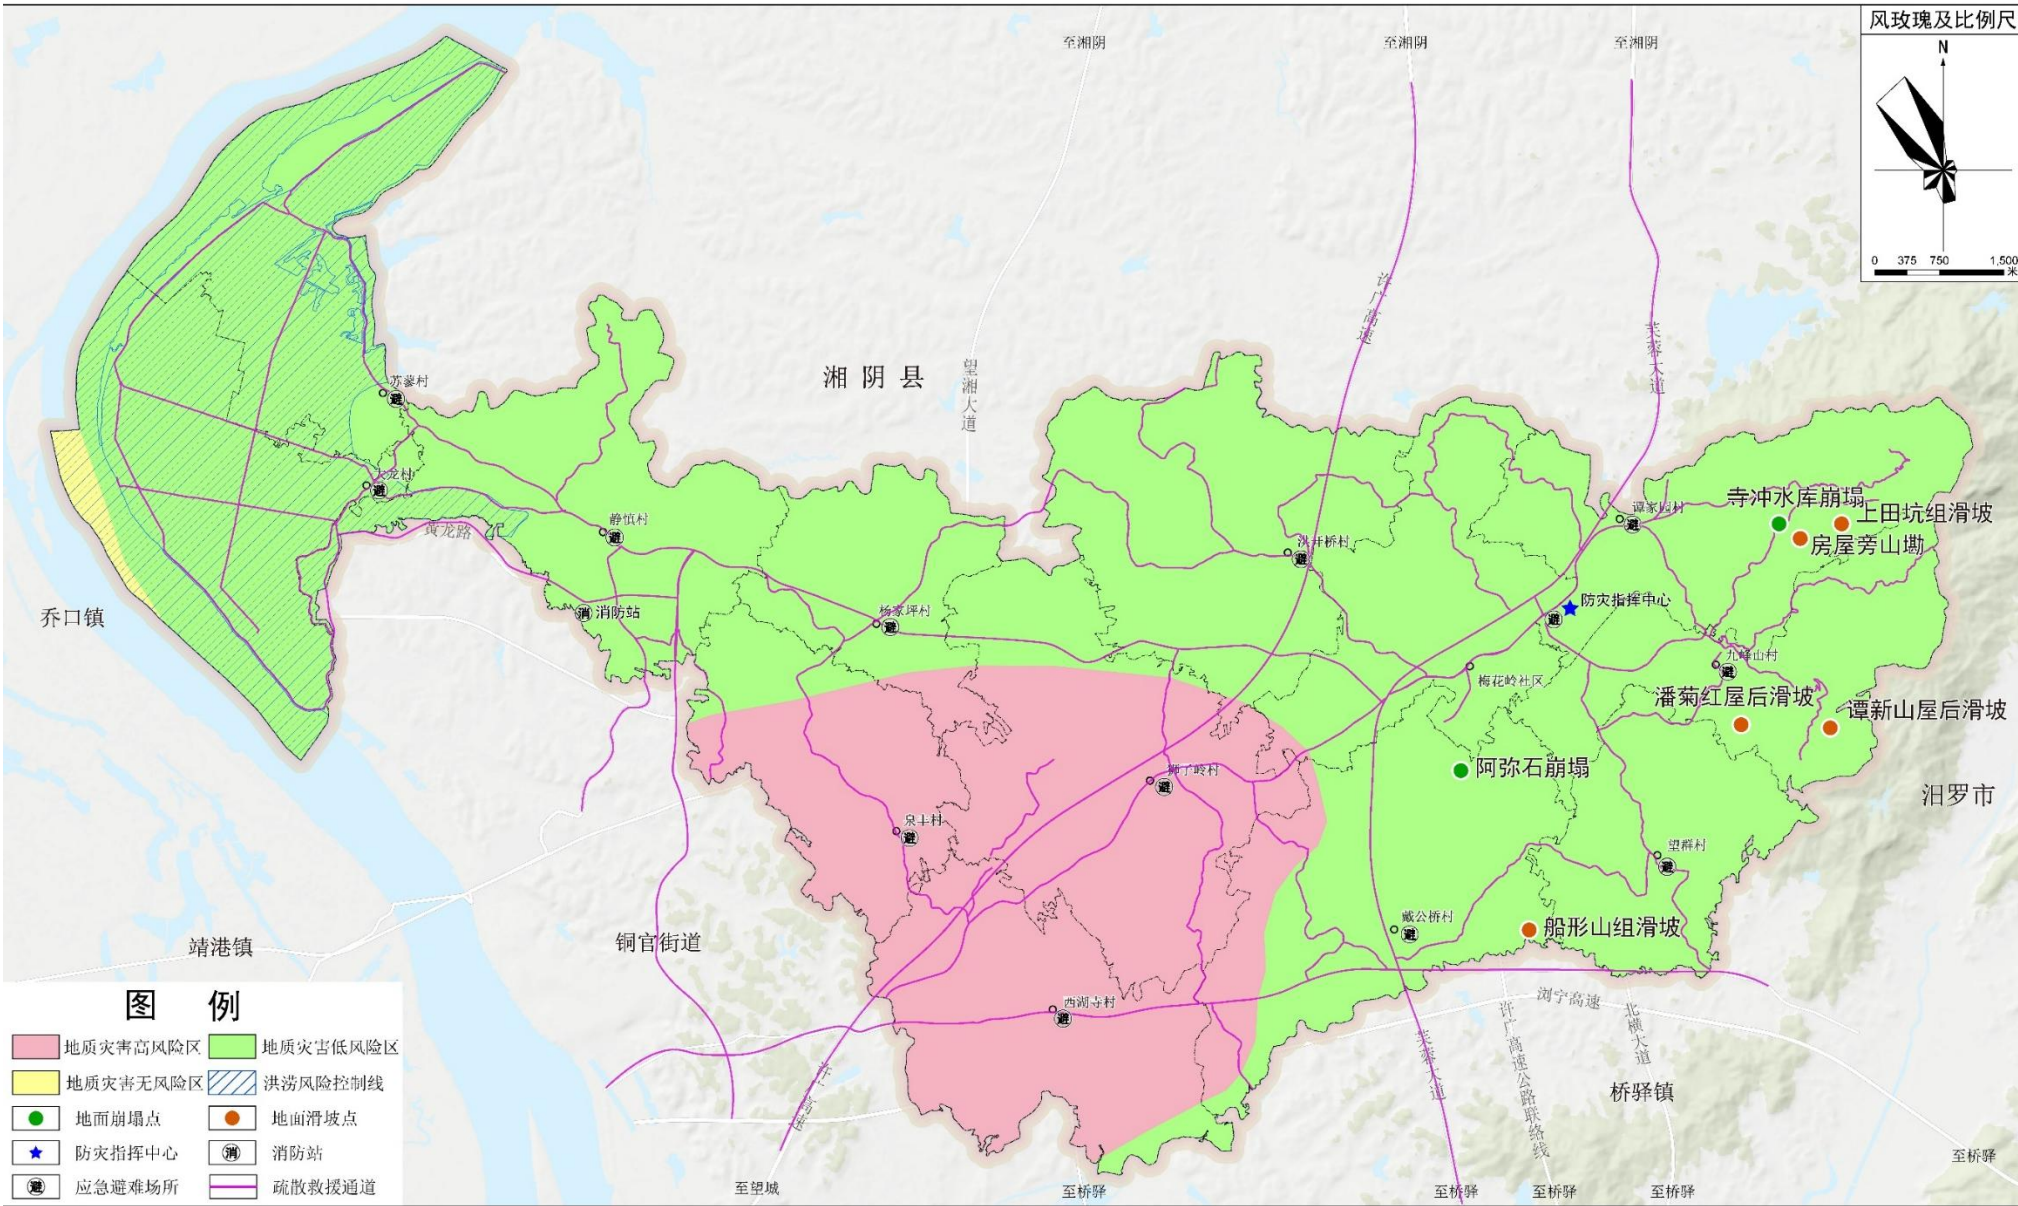 风玫瑰及比例尺
N
0 375 750 1,500
米
至湘阴
至湘阴
至湘阴
许广高速
芙蓉大道
湘阴县
望湘大道
苏蓼村
大龙村
黄龙路
静慎村
消 消防站
杨家坪村
洪井桥村
谭家园村
寺冲水库崩塌
上田坑组滑坡
房屋旁山墈
防灾指挥中心
乔口镇
九峰山村
梅花岭社区
潘菊红屋后滑坡
谭新山屋后滑坡
阿弥石崩塌
狮子岭村
汨罗市
泉丰村
望群村
戴公桥村
船形山组滑坡
靖港镇
铜官街道
西湖寺村
浏宁高速
北横大道
许广高速公路联络线
芙蓉大道
桥驿镇
至望城
至桥驿
至桥驿
至桥驿
至桥驿
至桥驿
图例
地质灾害高风险区
地质灾害低风险区
地质灾害无风险区
洪涝风险控制线
地面崩塌点
地面滑坡点
防灾指挥中心
消 消防站
避 应急避难场所
疏散救援通道